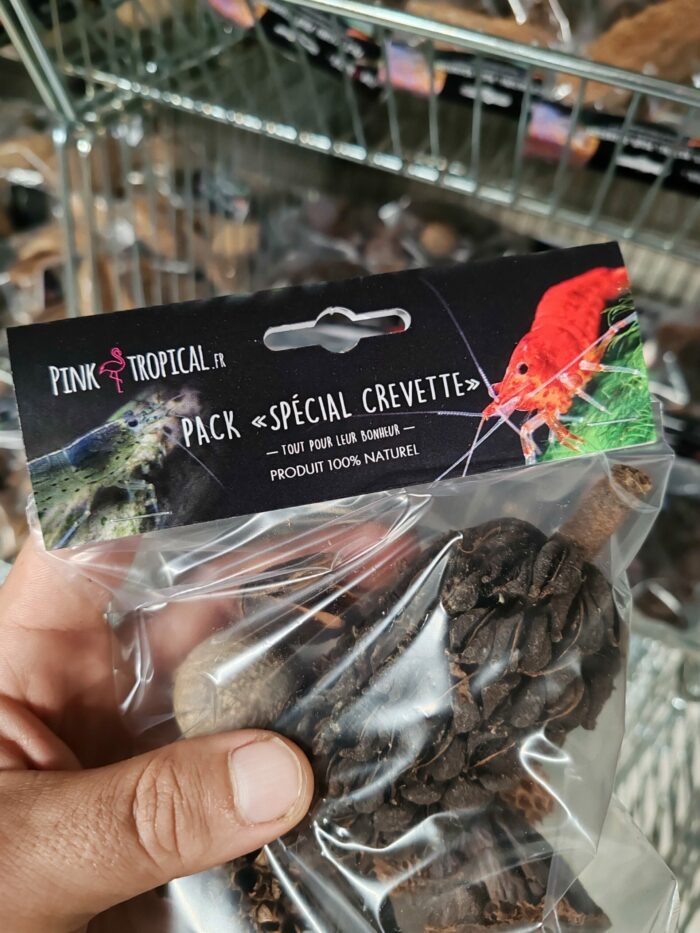 PINK TROPICAL.FR
PACK «SPÉCIAL CREVETTE»
— TOUT POUR LEUR BONHEUR —
PRODUIT 100% NATUREL